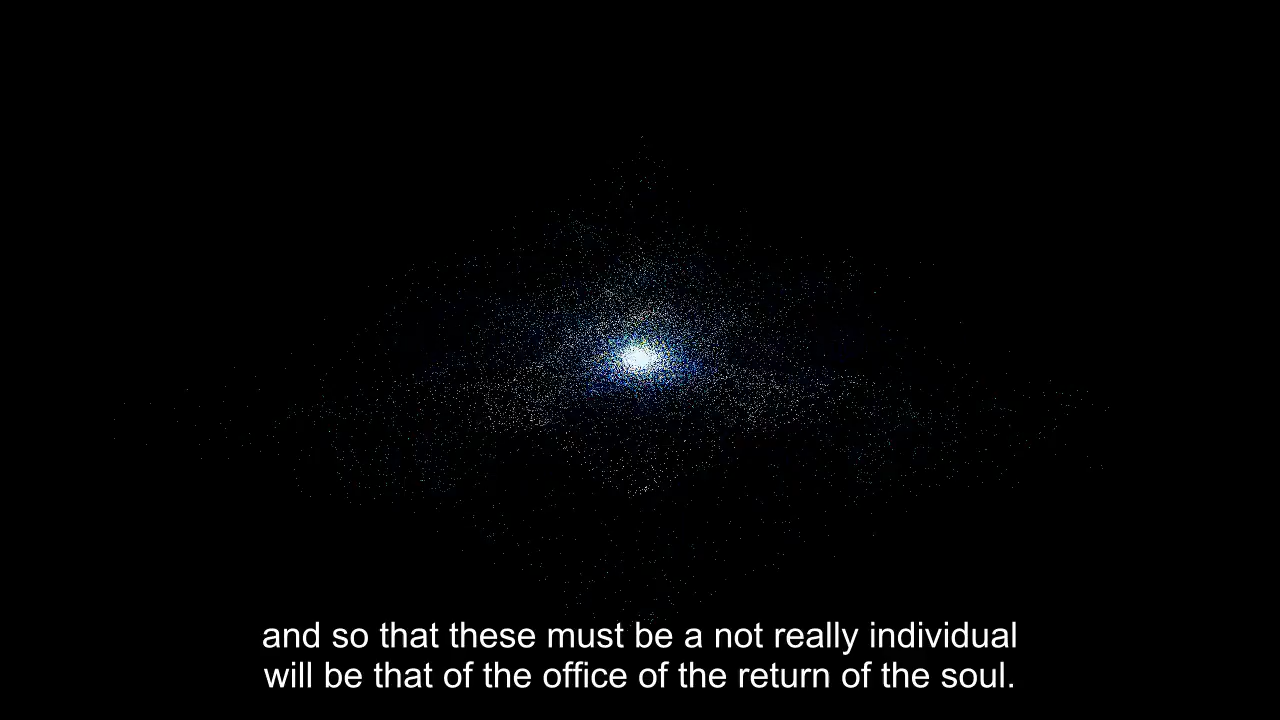 and so that these must be a not really individual
will be that of the office of the return of the soul.